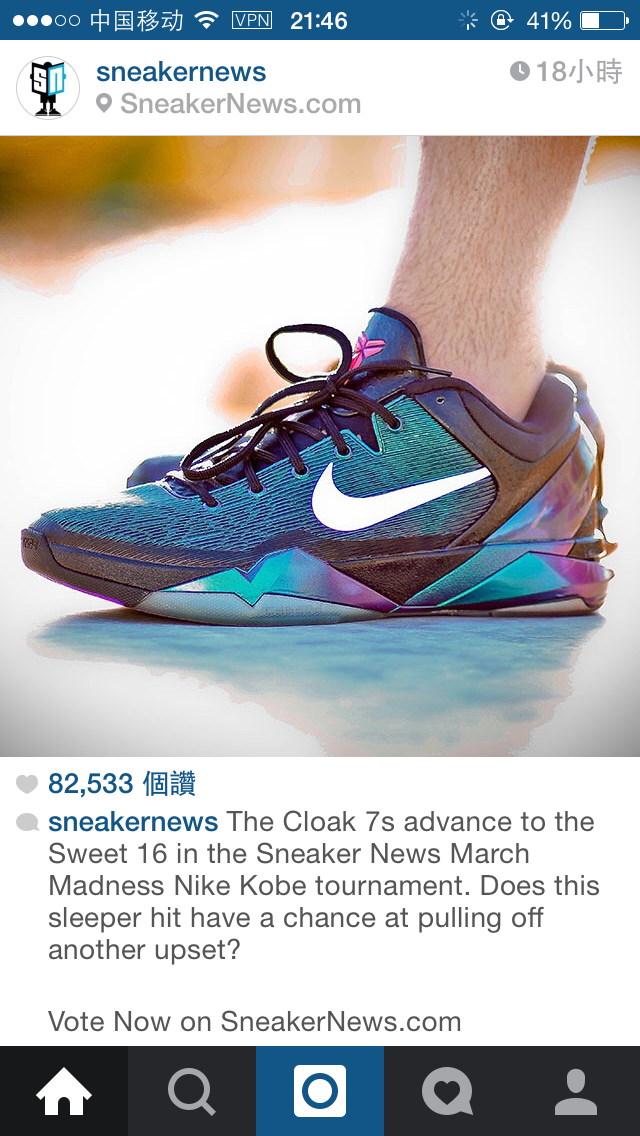 中国移动 VPN 21:46 41%
SN
sneakernews 18小時
SneakerNews.com
82,533 個讚
sneakernews The Cloak 7s advance to the
Sweet 16 in the Sneaker News March
Madness Nike Kobe tournament. Does this
sleeper hit have a chance at pulling off
another upset?
Vote Now on SneakerNews.com